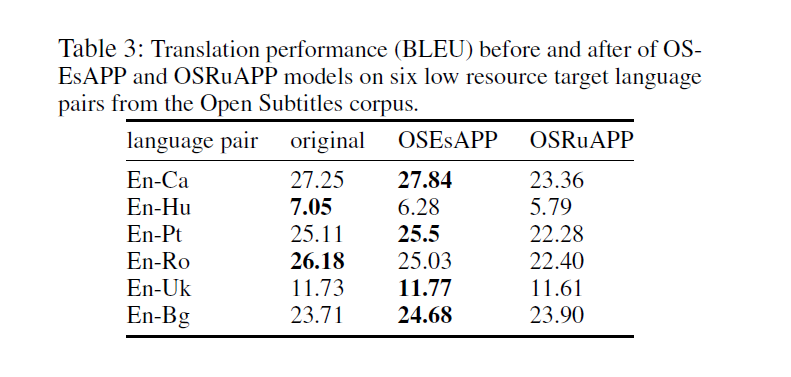 Table 3: Translation performance (BLEU) before and after of OS-
EsAPP and OSRuAPP models on six low resource target language
pairs from the Open Subtitles corpus.
language pair original OSEsAPP OSRuAPP
En-Ca 27.25 27.84 23.36
En-Hu 7.05 6.28 5.79
En-Pt 25.11 25.5 22.28
En-Ro 26.18 25.03 22.40
En-Uk 11.73 11.77 11.61
En-Bg 23.71 24.68 23.90